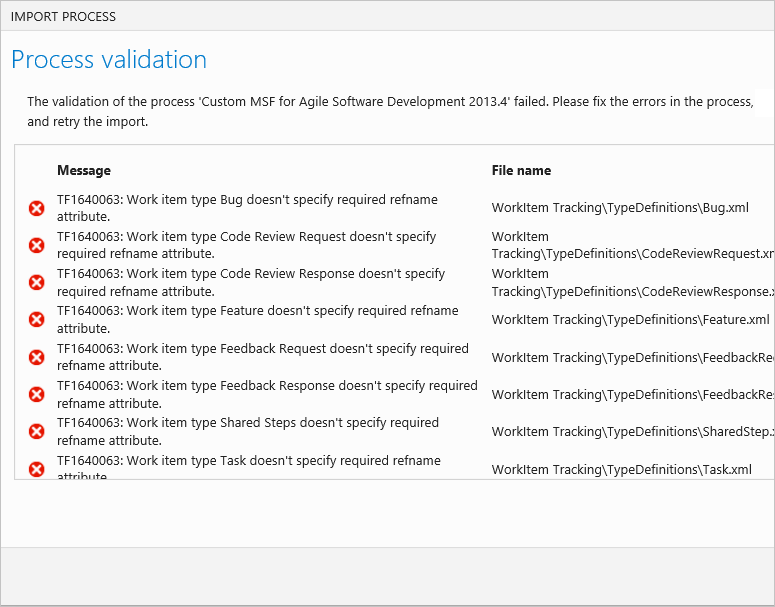 IMPORT PROCESS
Process validation
The validation of the process 'Custom MSF for Agile Software Development 2013.4' failed. Please fix the errors in the process,
and retry the import.
Message
File name
TF1640063: Work item type Bug doesn't specify required refname
attribute.
WorkItem Tracking\TypeDefinitions\Bug.xml
TF1640063: Work item type Code Review Request doesn't specify
required refname attribute.
WorkItem
Tracking\TypeDefinitions\CodeReviewRequest.xm
TF1640063: Work item type Code Review Response doesn't specify
required refname attribute.
WorkItem
Tracking\TypeDefinitions\CodeReviewResponse.x
TF1640063: Work item type Feature doesn't specify required refname
attribute.
WorkItem Tracking\TypeDefinitions\Feature.xml
TF1640063: Work item type Feedback Request doesn't specify required
refname attribute.
WorkItem Tracking\TypeDefinitions\FeedbackRe
TF1640063: Work item type Feedback Response doesn't specify required
refname attribute.
WorkItem Tracking\TypeDefinitions\FeedbackRes
TF1640063: Work item type Shared Steps doesn't specify required
refname attribute.
WorkItem Tracking\TypeDefinitions\SharedStep.x
TF1640063: Work item type Task doesn't specify required refname
attribute.
WorkItem Tracking\TypeDefinitions\Task.xml